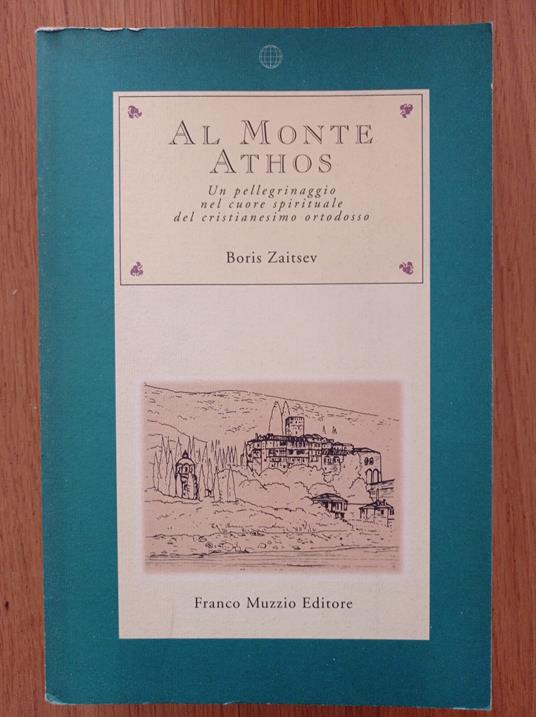 AL MONTE
ATHOS
Un pellegrinaggio
nel cuore spirituale
del cristianesimo ortodosso
Boris Zaitsev
Franco Muzzio Editore